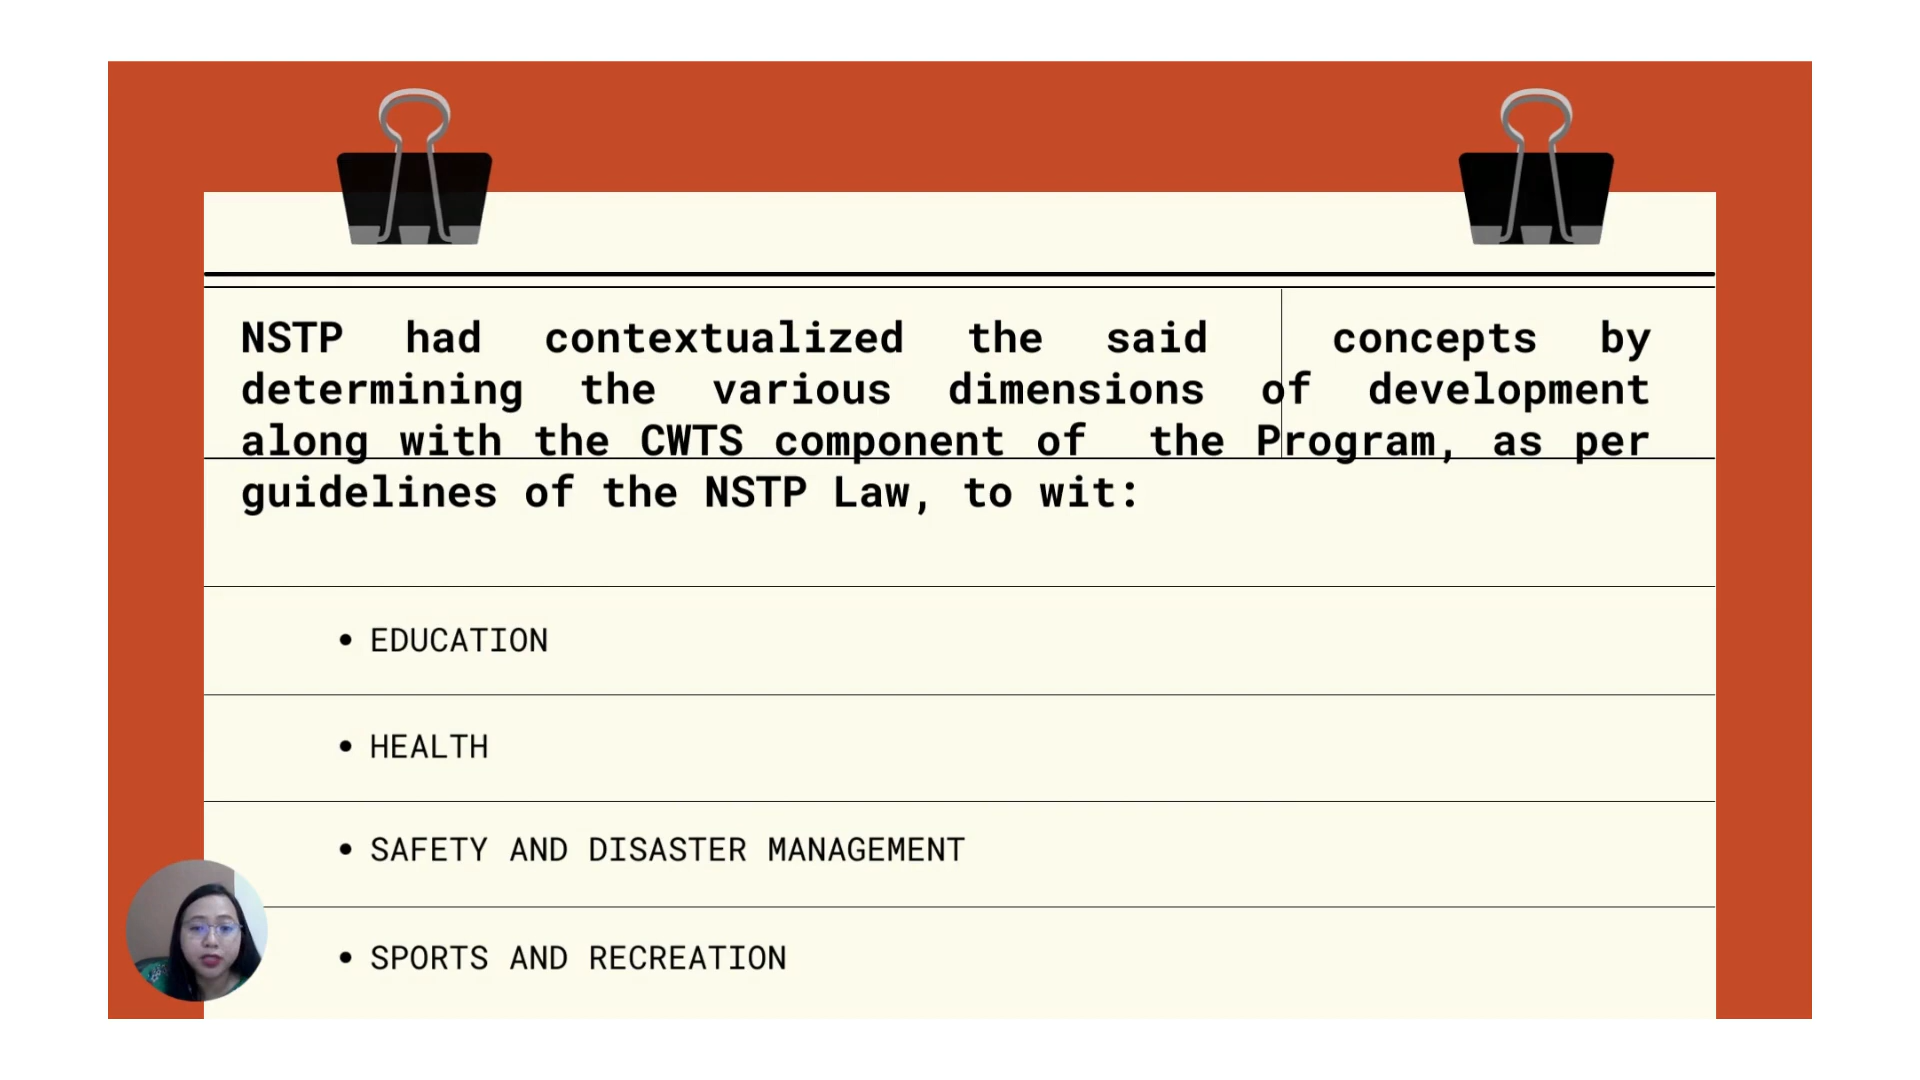 NSTP had contextualized the said concepts by
determining the various dimensions of development
along with the CWTS component of the Program, as per
guidelines of the NSTP Law, to wit:
• EDUCATION
• HEALTH
• SAFETY AND DISASTER MANAGEMENT
• SPORTS AND RECREATION